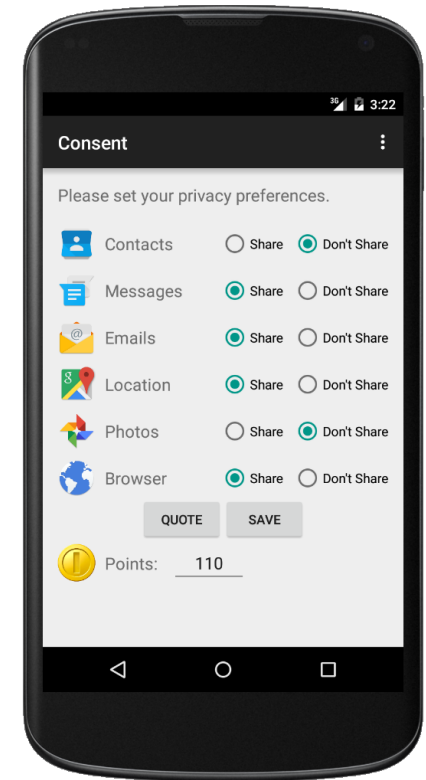 3G 3:22
Consent
Please set your privacy preferences.
Contacts Share Don't Share
Messages Share Don't Share
@
Emails Share Don't Share
8
Location Share Don't Share
Photos Share Don't Share
Browser Share Don't Share
QUOTE SAVE
Points: 110